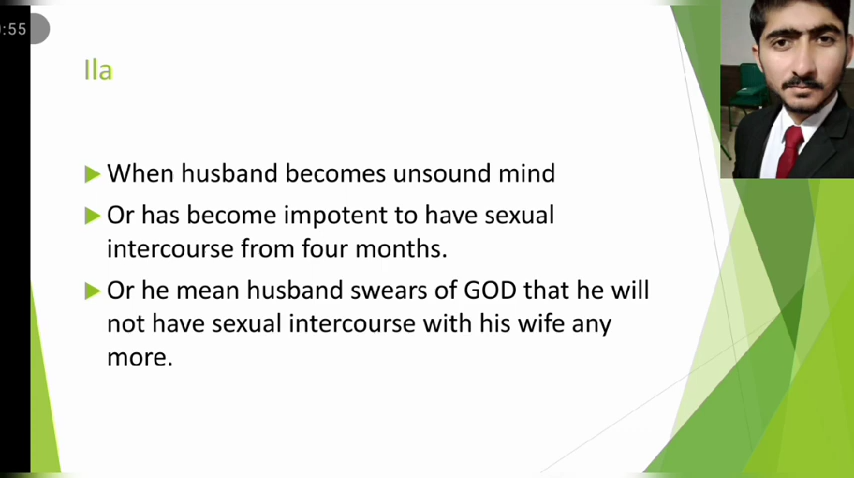 :55
Ila
When husband becomes unsound mind
Or has become impotent to have sexual
intercourse from four months.
Or he mean husband swears of GOD that he will
not have sexual intercourse with his wife any
more.